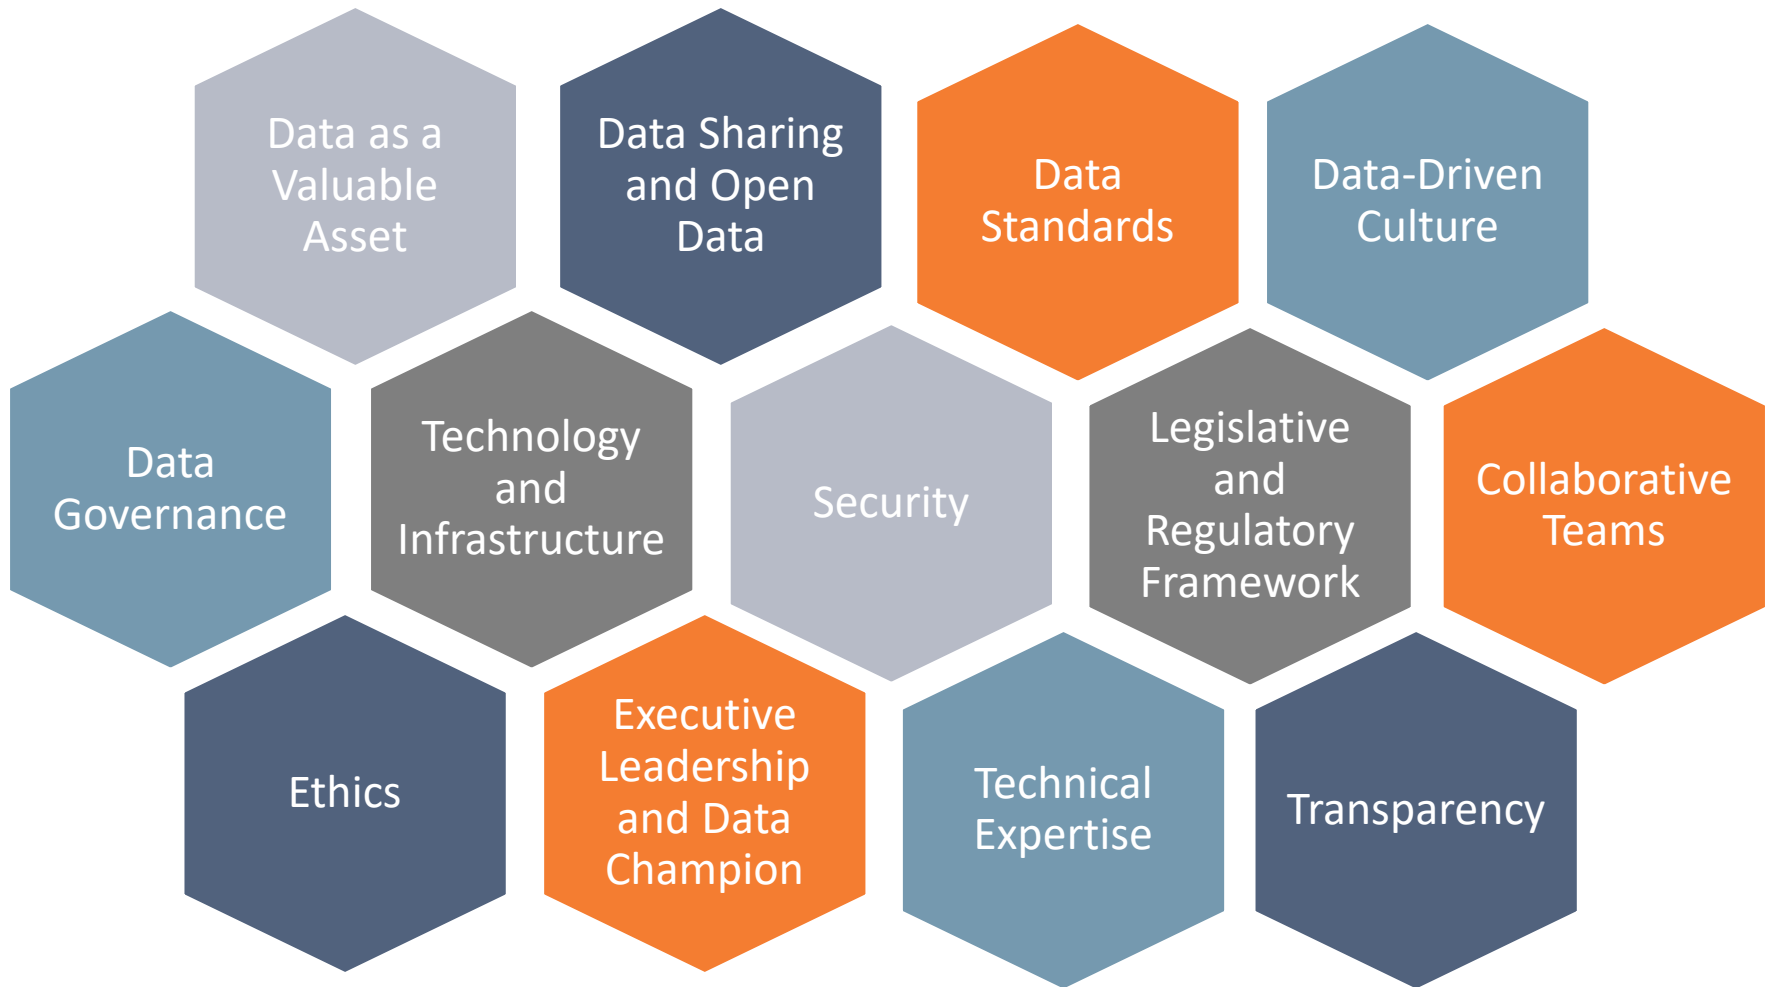 Data as a
Valuable
Asset
Data Sharing
and Open
Data
Data
Standards
Data-Driven
Culture
Data
Governance
Technology
and
Infrastructure
Security
Legislative
and
Regulatory
Framework
Collaborative
Teams
Ethics
Executive
Leadership
and Data
Champion
Technical
Expertise
Transparency